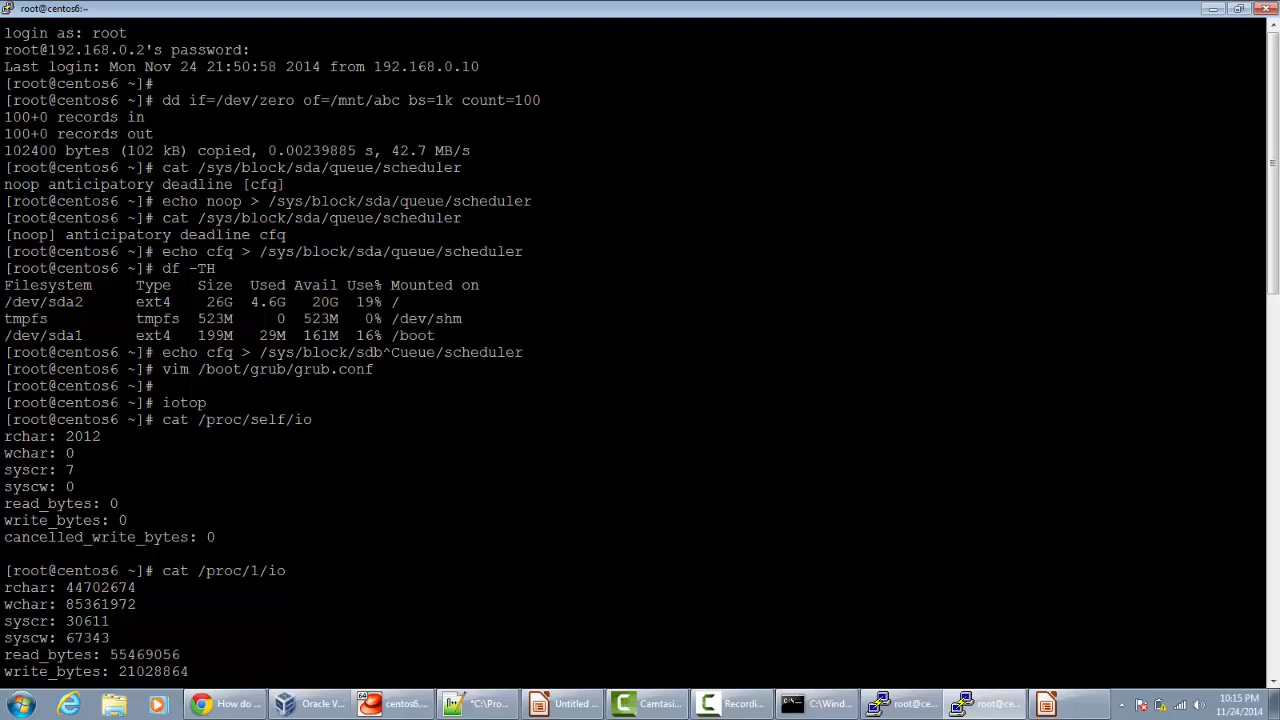 root@centos6:~
login as: root
root@192.168.0.2's password:
Last login: Mon Nov 24 21:50:58 2014 from 192.168.0.10
[root@centos6 ~]#
[root@centos6 ~]# dd if=/dev/zero of=/mnt/abc bs=1k count=100
100+0 records in
100+0 records out
102400 bytes (102 kB) copied, 0.00239885 s, 42.7 MB/s
[root@centos6 ~]# cat /sys/block/sda/queue/scheduler
noop anticipatory deadline [cfq]
[root@centos6 ~]# echo noop > /sys/block/sda/queue/scheduler
[root@centos6 ~]# cat /sys/block/sda/queue/scheduler
[noop] anticipatory deadline cfq
[root@centos6 ~]# echo cfq > /sys/block/sda/queue/scheduler
[root@centos6 ~]# df -TH
Filesystem     Type   Size  Used Avail Use% Mounted on
/dev/sda2      ext4    26G  4.6G   20G  19% /
tmpfs          tmpfs  523M     0  523M   0% /dev/shm
/dev/sda1      ext4   199M   29M  161M  16% /boot
[root@centos6 ~]# echo cfq > /sys/block/sdb^Cueue/scheduler
[root@centos6 ~]# vim /boot/grub/grub.conf
[root@centos6 ~]#
[root@centos6 ~]# iotop
[root@centos6 ~]# cat /proc/self/io
rchar: 2012
wchar: 0
syscr: 7
syscw: 0
read_bytes: 0
write_bytes: 0
cancelled_write_bytes: 0
[root@centos6 ~]# cat /proc/1/io
rchar: 44702674
wchar: 85361972
syscr: 30611
syscw: 67343
read_bytes: 55469056
write_bytes: 21028864
How do ... Oracle V... centos6.... *C:\Pro... Untitled ... Camtasi... Recordi... C:\Wind... root@ce... root@ce... 10:15 PM
11/24/2014